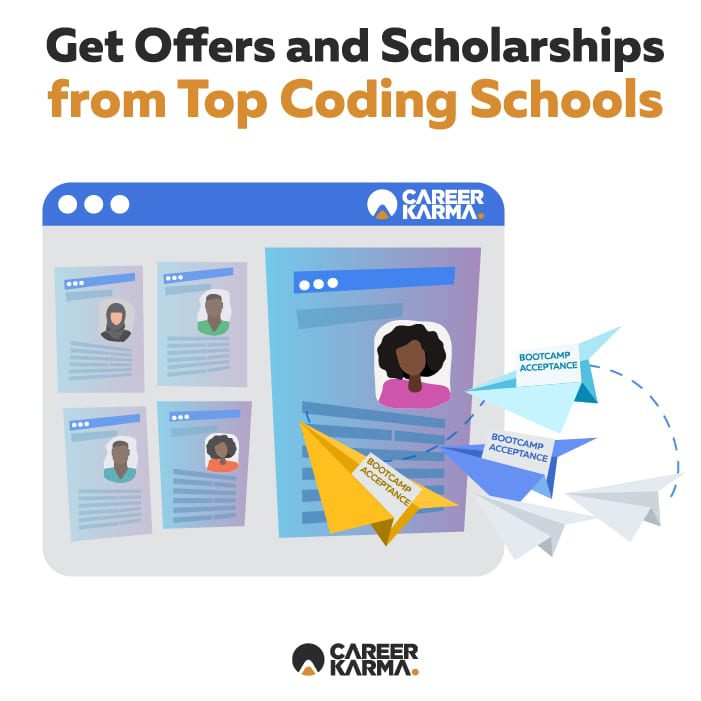 Get Offers and Scholarships
from Top Coding Schools
CAREER
KARMA.
BOOTCAMP
ACCEPTANCE
BOOTCAMP
ACCEPTANCE
BOOTCAMP
ACCEPTANCE
CAREER
KARMA.